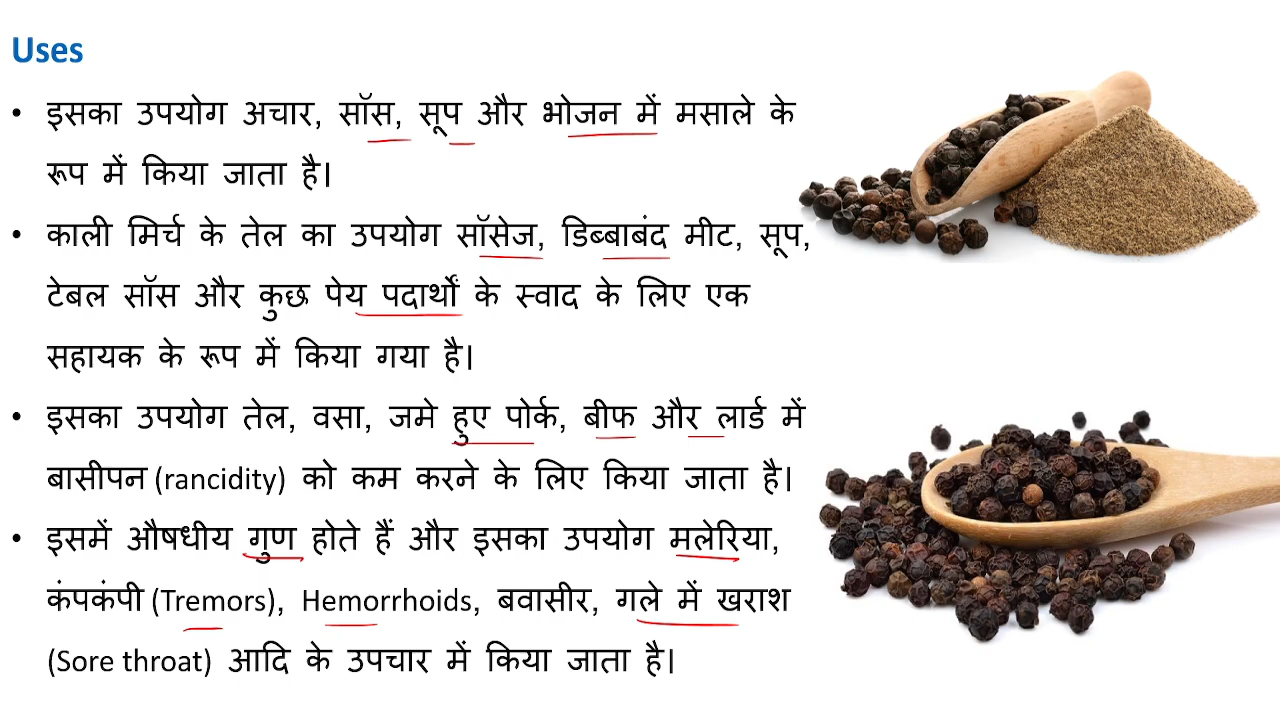 Uses
• इसका उपयोग अचार, सॉस, सूप और भोजन में मसाले के
रूप में किया जाता है।
• काली मिर्च के तेल का उपयोग सॉसेज, डिब्बाबंद मीट, सूप,
टेबल सॉस और कुछ पेय पदार्थों के स्वाद के लिए एक
सहायक के रूप में किया गया है।
• इसका उपयोग तेल, वसा, जमे हुए पोर्क, बीफ और लार्ड में
बासीपन (rancidity) को कम करने के लिए किया जाता है।
• इसमें औषधीय गुण होते हैं और इसका उपयोग मलेरिया,
कंपकंपी (Tremors), Hemorrhoids, बवासीर, गले में खराश
(Sore throat) आदि के उपचार में किया जाता है।